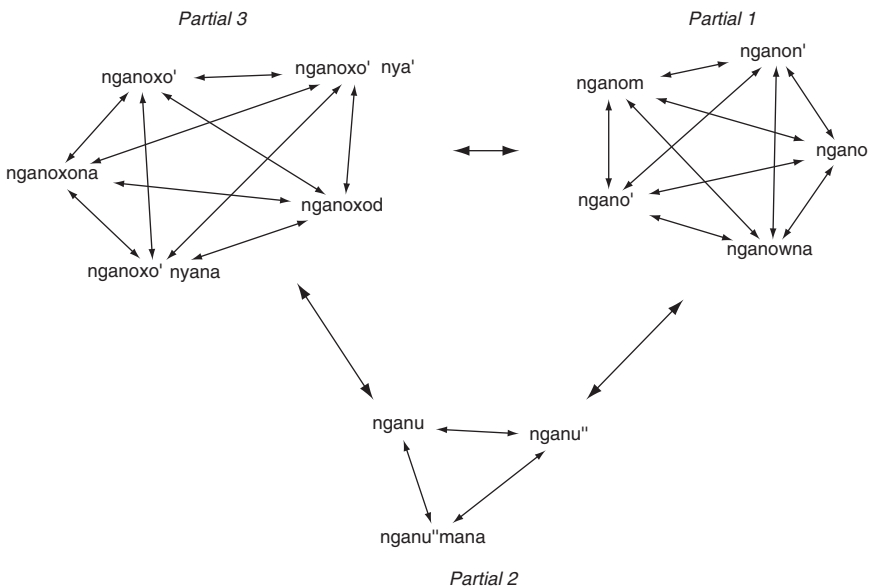 Partial 3
nganoxo'
nganoxo' nya'
nganoxona
nganoxod
nganoxo' nyana
Partial 1
nganon'
nganom
ngano
ngano'
nganowna
nganu
nganu"
nganu"mana
Partial 2